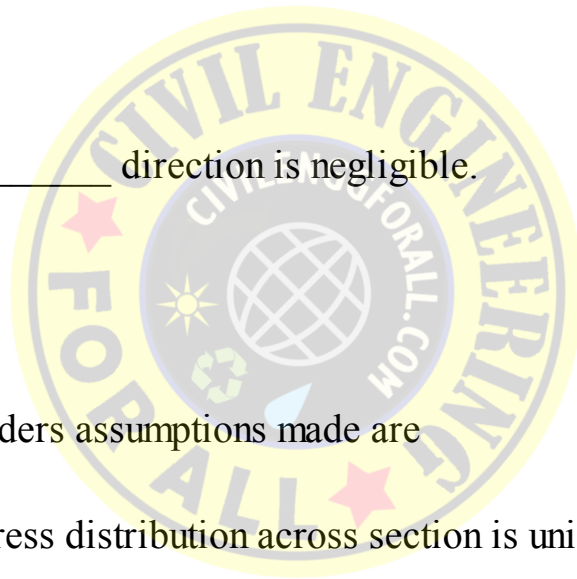 CIVIL ENGINEERING
CIVILENGGFORALL.COM
______ direction is negligible.
FOR ALL
ders assumptions made are
ress distribution across section is uni